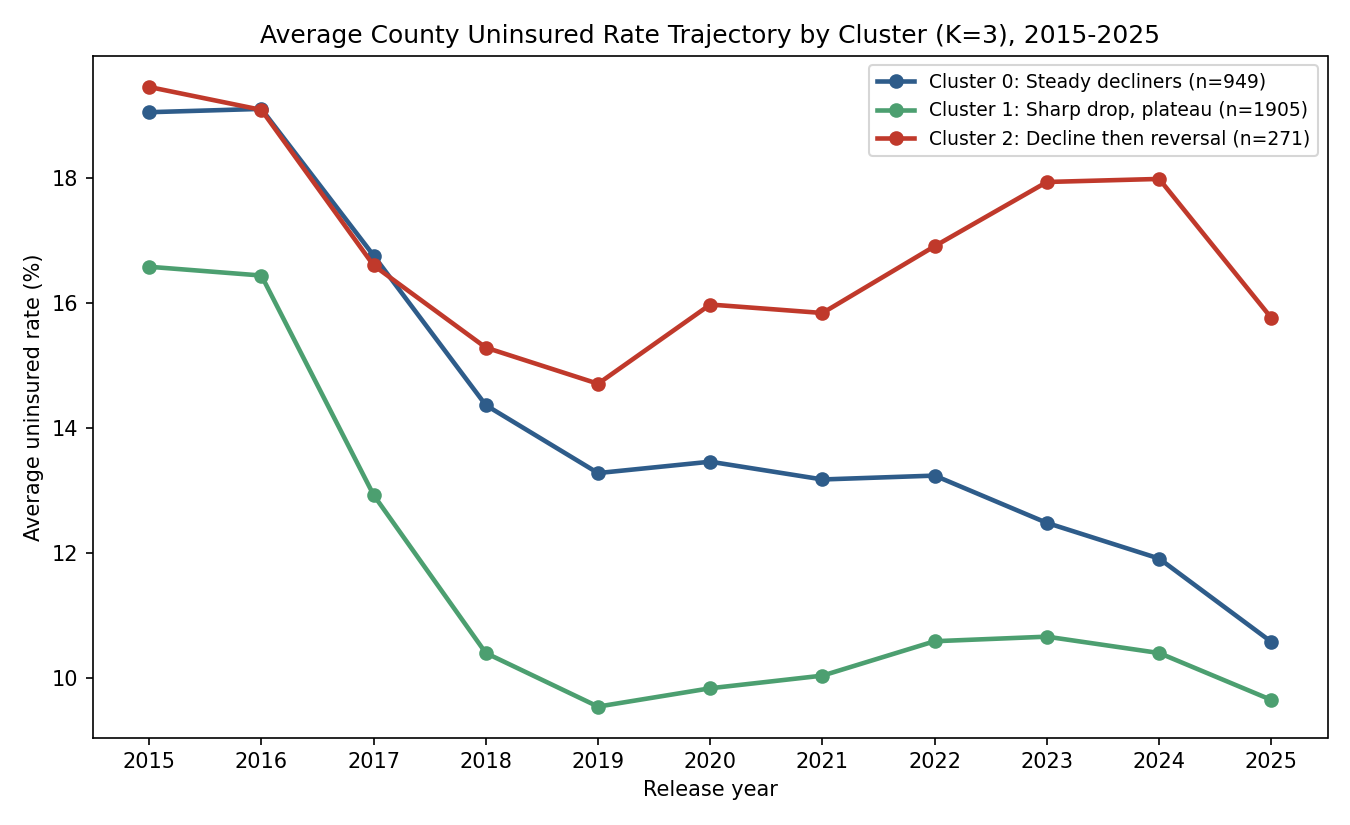 Average County Uninsured Rate Trajectory by Cluster (K=3), 2015-2025
Cluster 0: Steady decliners (n=949)
Cluster 1: Sharp drop, plateau (n=1905)
Cluster 2: Decline then reversal (n=271)
Average uninsured rate (%)
18
16
14
12
10
2015 2016 2017 2018 2019 2020 2021 2022 2023 2024 2025
Release year